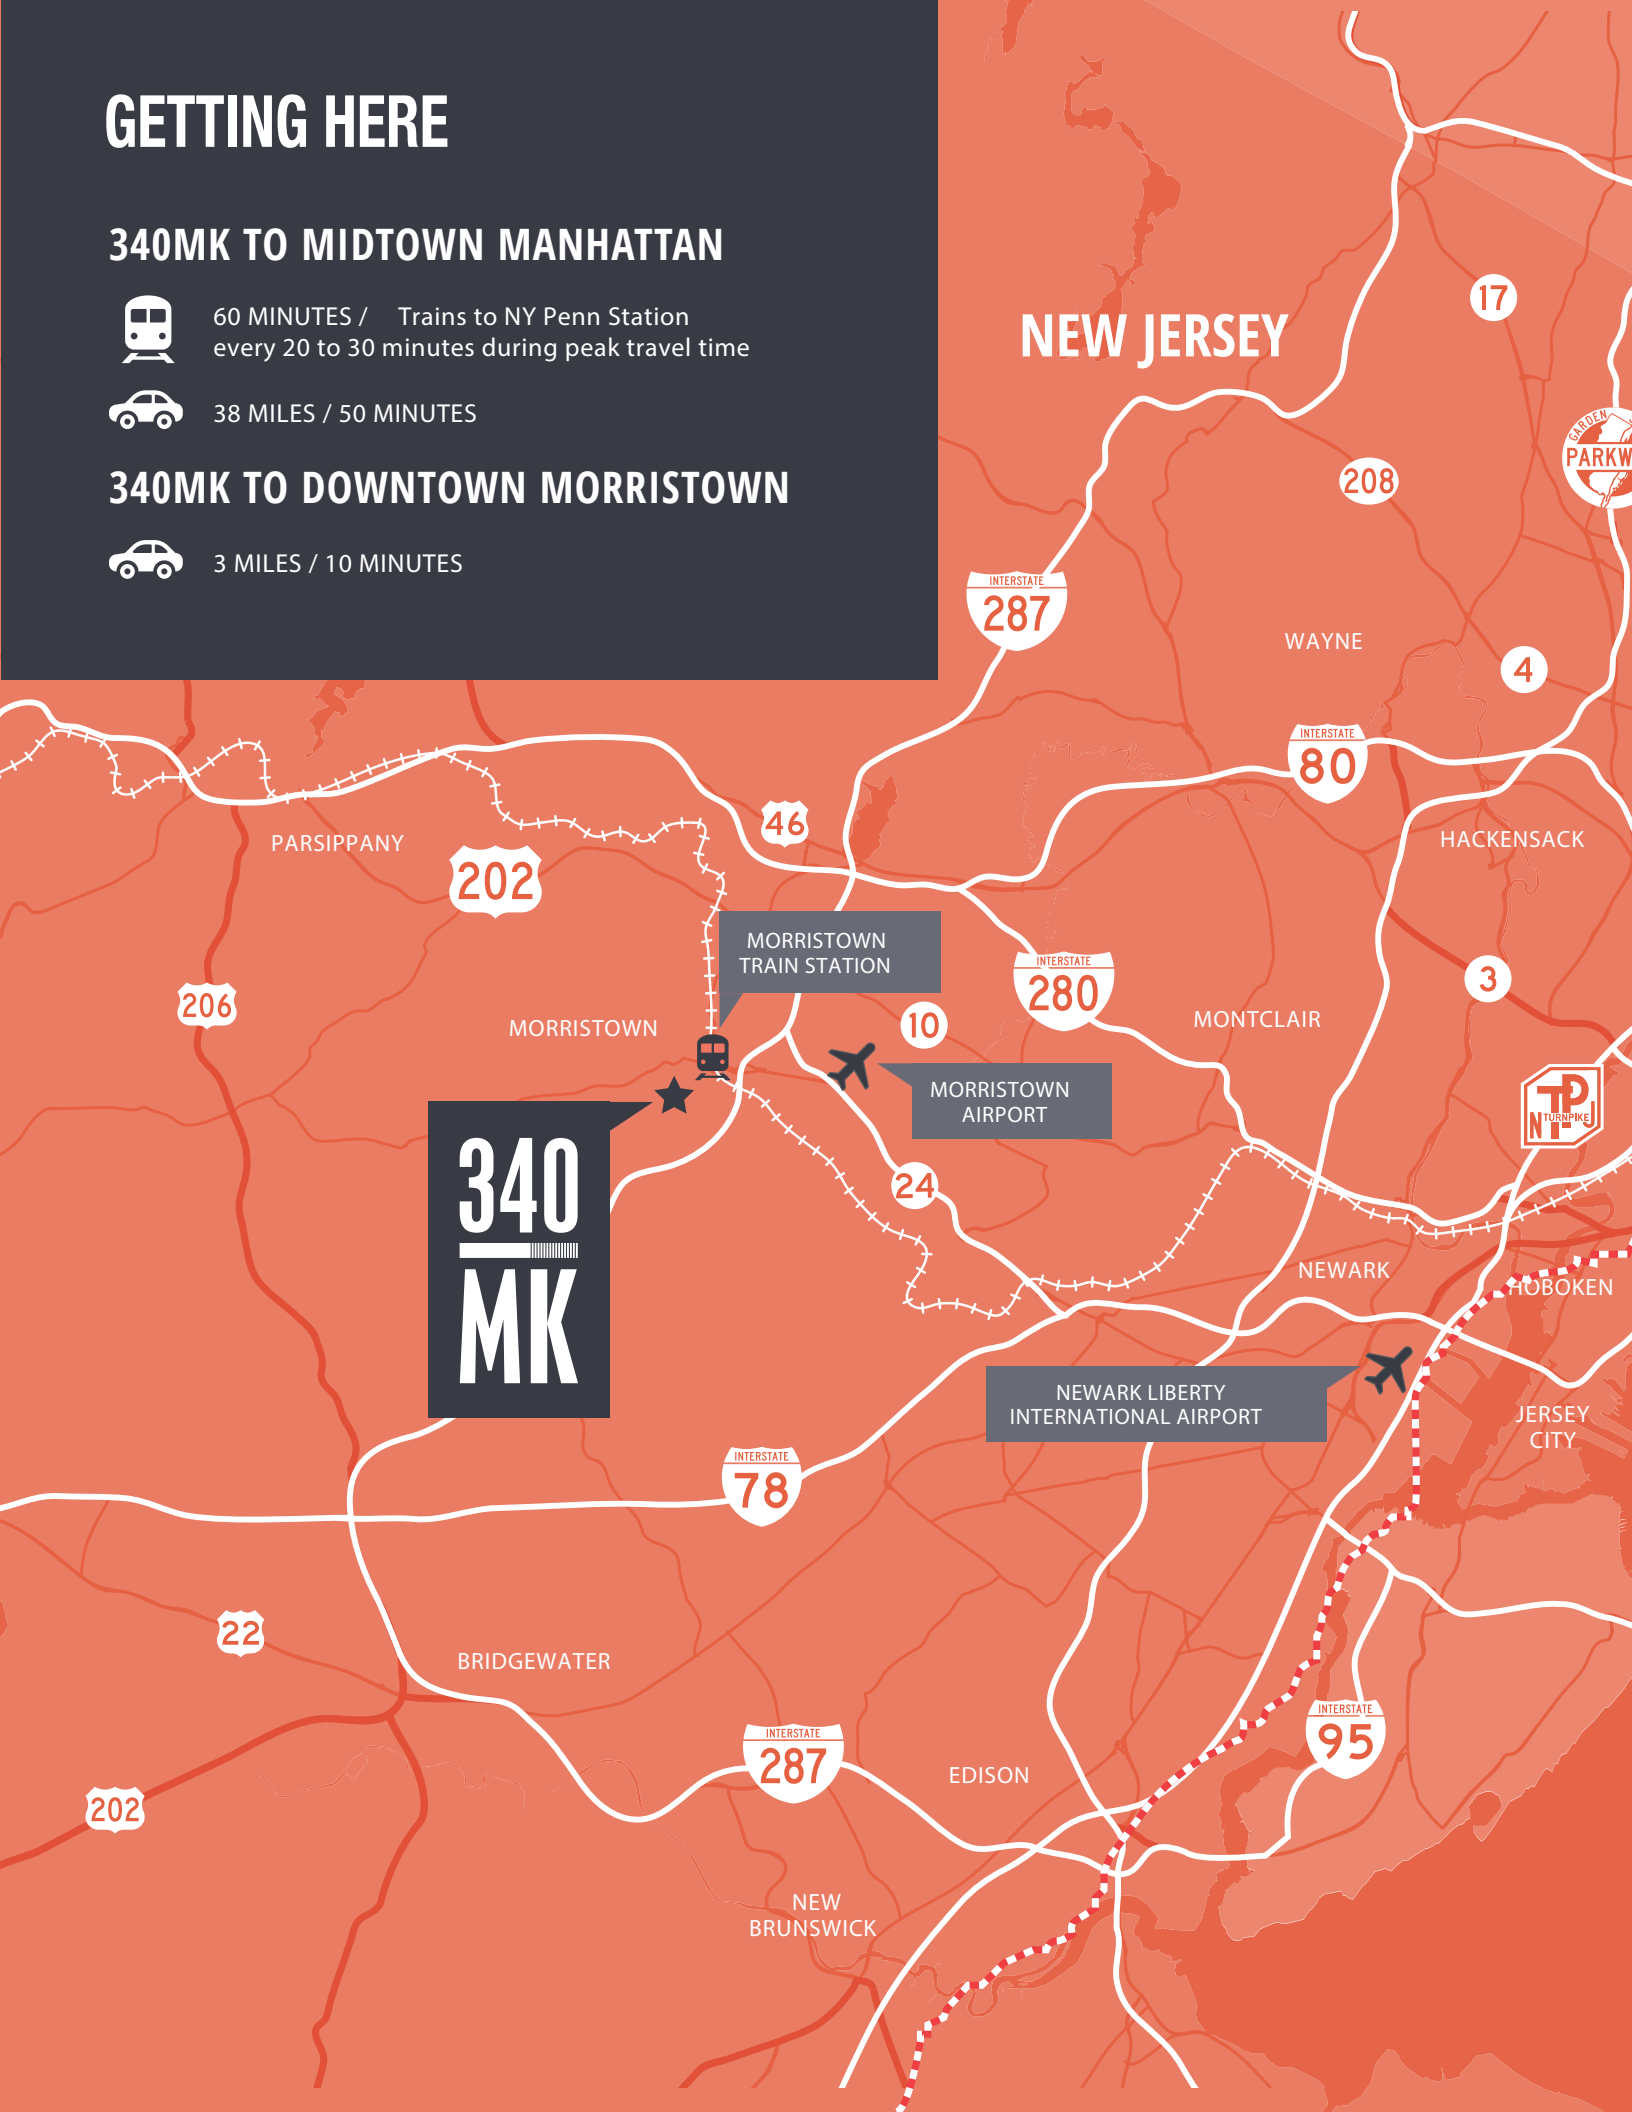 GETTING HERE
340MK TO MIDTOWN MANHATTAN
60 MINUTES / Trains to NY Penn Station
every 20 to 30 minutes during peak travel time
38 MILES / 50 MINUTES
340MK TO DOWNTOWN MORRISTOWN
3 MILES / 10 MINUTES
NEW JERSEY
17
GARDEN
PARKW
208
INTERSTATE
287
WAYNE
4
INTERSTATE
80
46
PARSIPPANY
HACKENSACK
202
MORRISTOWN
TRAIN STATION
INTERSTATE
280
3
206
10
MORRISTOWN
MONTCLAIR
MORRISTOWN
AIRPORT
TP
N TURNPIKE J
340
MK
24
NEWARK
HOBOKEN
NEWARK LIBERTY
INTERNATIONAL AIRPORT
JERSEY
CITY
INTERSTATE
78
22
BRIDGEWATER
INTERSTATE
95
INTERSTATE
287
EDISON
202
NEW
BRUNSWICK